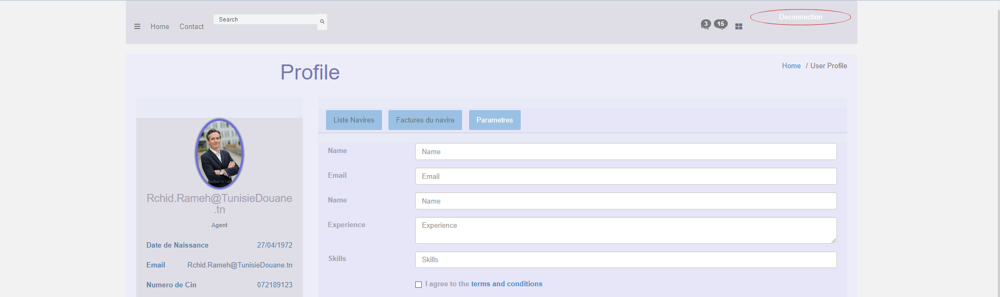 Home
Contact
Search
3
15
Deconnection
Profile
Home / User Profile
Rchid.Rameh@TunisieDouane
.tn
Agent
Date de Naissance 27/04/1972
Email Rchid.Rameh@TunisieDouane.tn
Numero de Cin 072189123
Liste Navires
Factures du navire
Parametres
Name Name
Email Email
Name Name
Experience Experience
Skills Skills
I agree to the terms and conditions